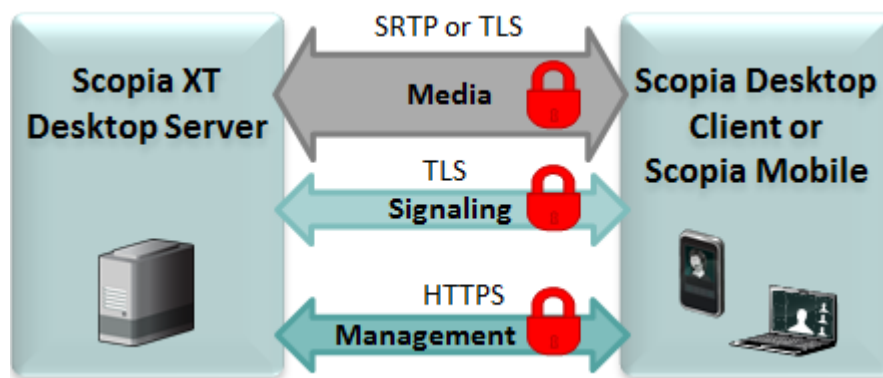 Scopia XT
Desktop Server
SRTP or TLS
Media
TLS
Signaling
HTTPS
Management
Scopia Desktop
Client or
Scopia Mobile